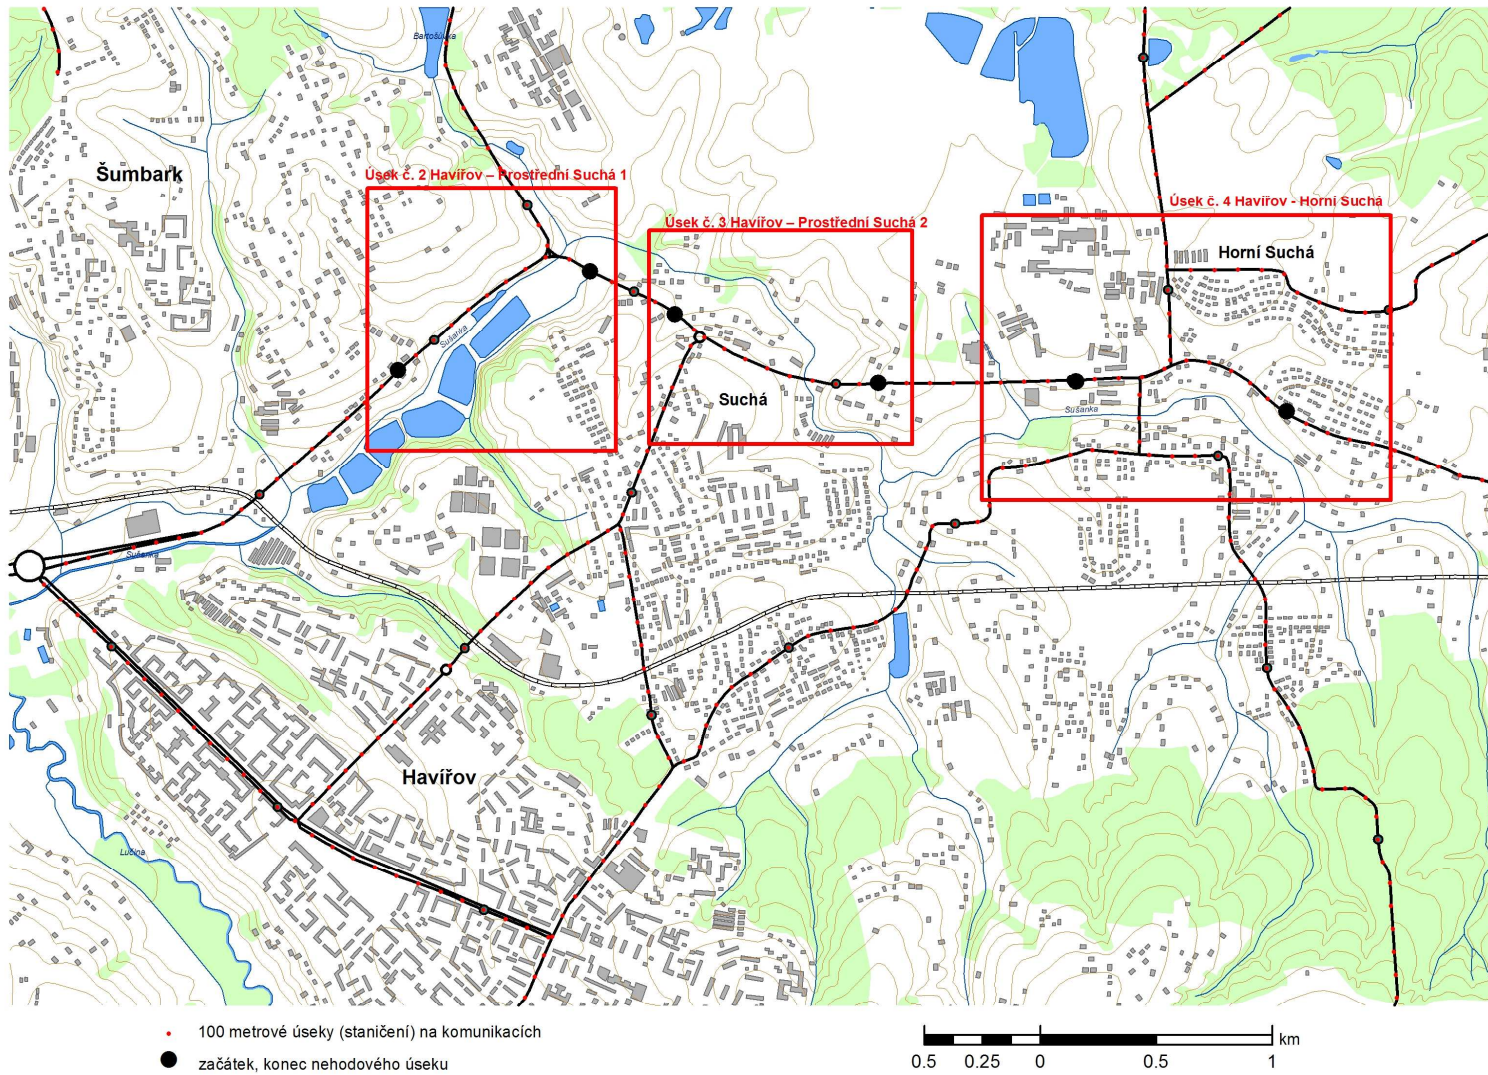 Bartošůvka
Šumbark
Úsek č. 2 Havířov – Prostřední Suchá 1
Úsek č. 3 Havířov – Prostřední Suchá 2
Úsek č. 4 Havířov - Horní Suchá
Horní Suchá
Sušanka
Suchá
Sušanka
Sušanka
Havířov
Lučina
100 metrové úseky (staničení) na komunikacích
začátek, konec nehodového úseku
km
0.5 0.25 0 0.5 1